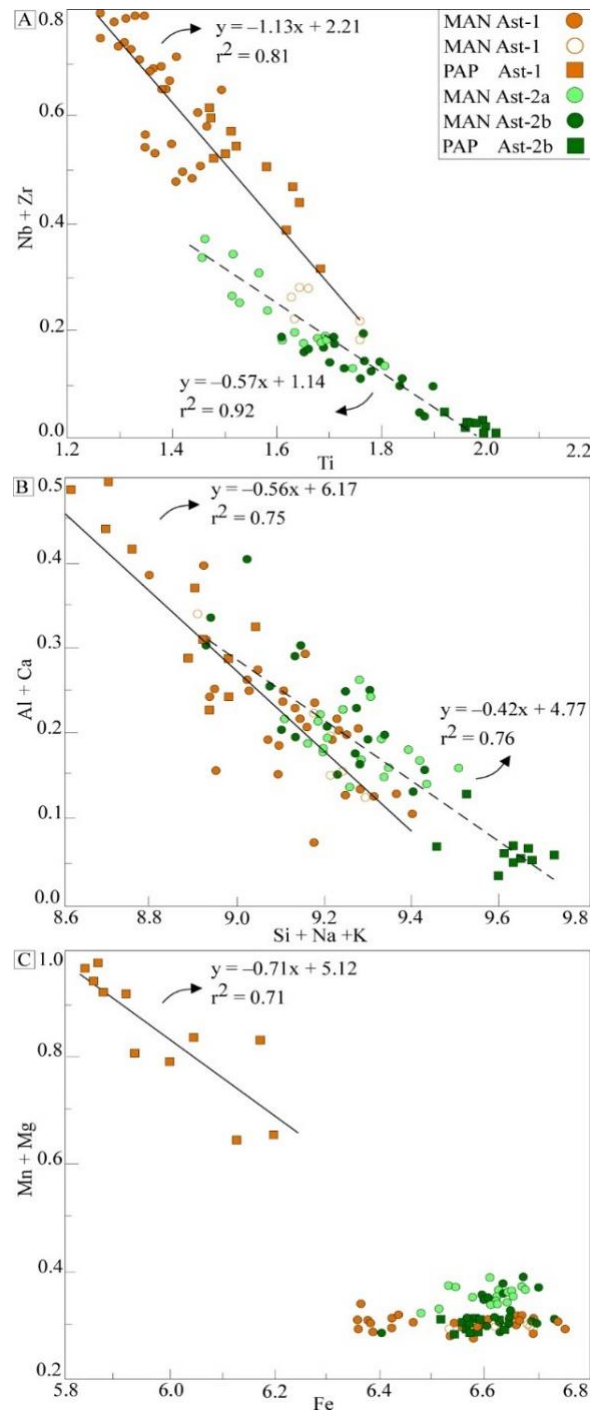 A
0.8
0.6
0.4
0.2
0.0
Nb + Zr
y = –1.13x + 2.21
r2 = 0.81
MAN Ast-1
MAN Ast-1
PAP Ast-1
MAN Ast-2a
MAN Ast-2b
PAP Ast-2b
y = –0.57x + 1.14
r2 = 0.92
1.2 1.4 1.6 1.8 2.0 2.2
Ti
B
0.5
0.4
0.3
0.2
0.1
0.0
Al + Ca
y = –0.56x + 6.17
r2 = 0.75
y = –0.42x + 4.77
r2 = 0.76
8.6 8.8 9.0 9.2 9.4 9.6 9.8
Si + Na +K
C
1.0
0.8
0.6
0.4
0.2
Mn + Mg
y = –0.71x + 5.12
r2 = 0.71
5.8 6.0 6.2 6.4 6.6 6.8
Fe